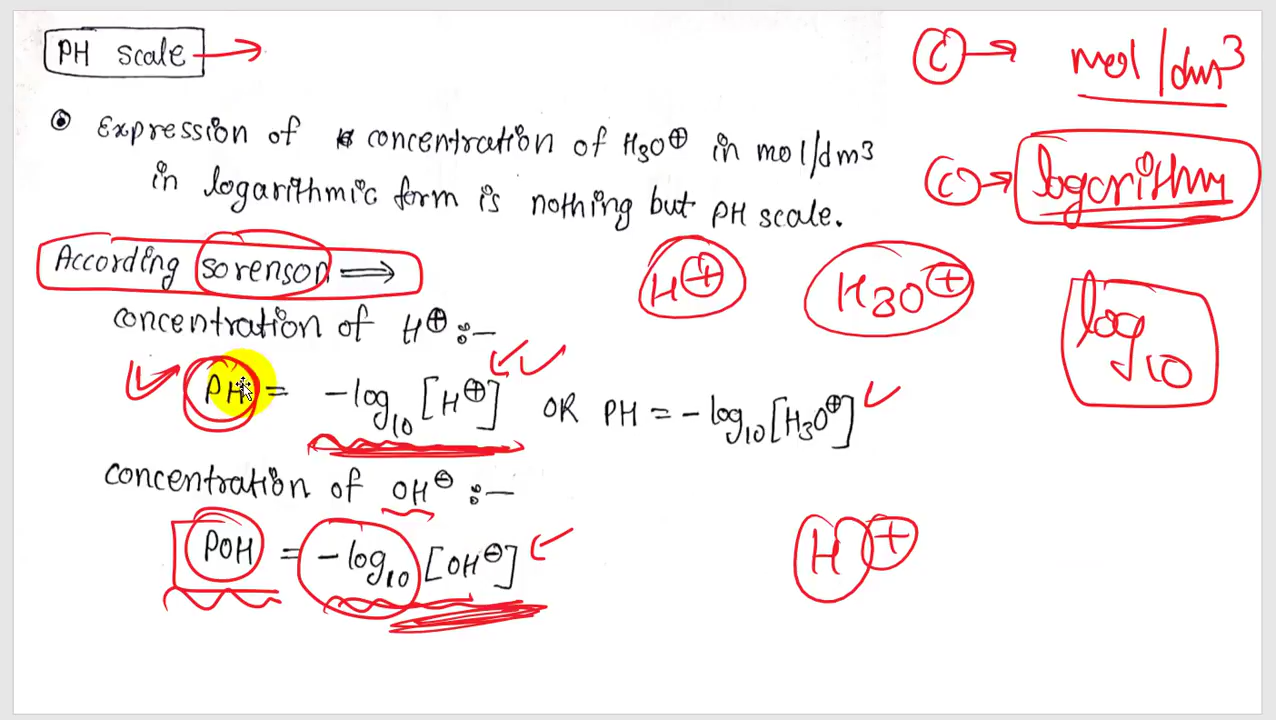 PH scale →
Expression of concentration of H3O⊕ in mol/dm3
in logarithmic form is nothing but PH scale.
According sorenson ⟹
concentration of H⊕ :-
PH = -log10 [H⊕] OR PH = -log10 [H3O⊕]
concentration of OH⊖ :-
POH = -log10 [OH⊖]
C → mol/dm3
C → logarithm
H⊕ H3O⊕
log10
H+